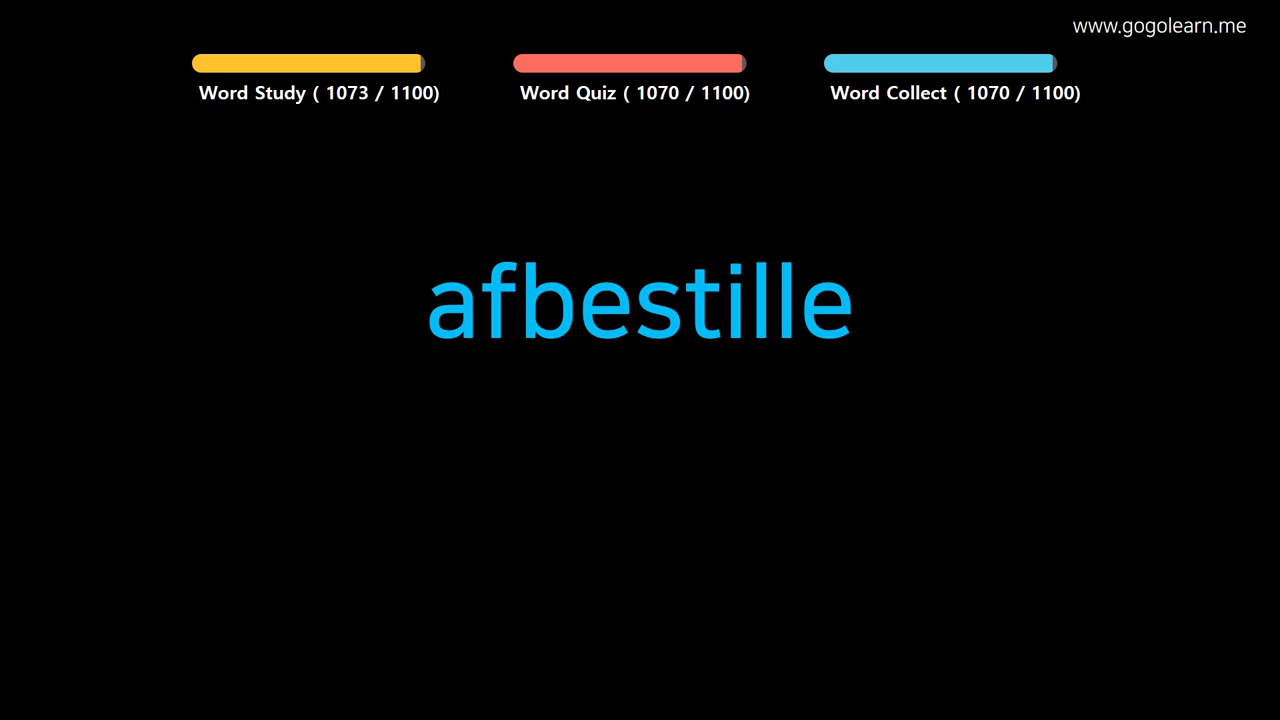 www.gogolearn.me
Word Study ( 1073 / 1100)
Word Quiz ( 1070 / 1100)
Word Collect ( 1070 / 1100)
afbestille